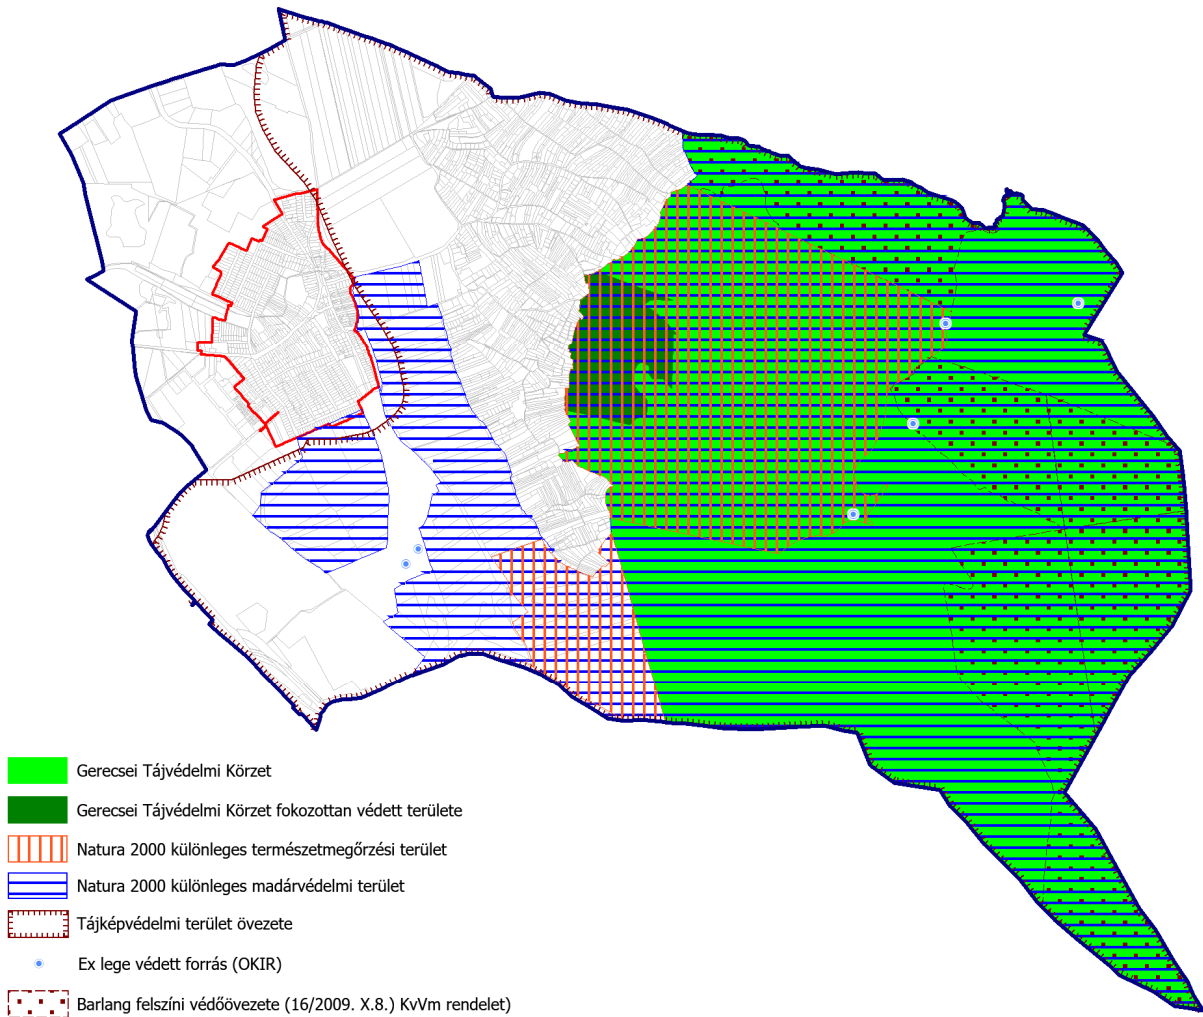 Gerecsei Tájvédelmi Körzet
Gerecsei Tájvédelmi Körzet fokozottan védett területe
Natura 2000 különleges természetmegőrzési terület
Natura 2000 különleges madárvédelmi terület
Tájképvédelmi terület övezete
Ex lege védett forrás (OKIR)
Barlang felszíni védőövezete (16/2009. X.8.) KvVm rendelet)